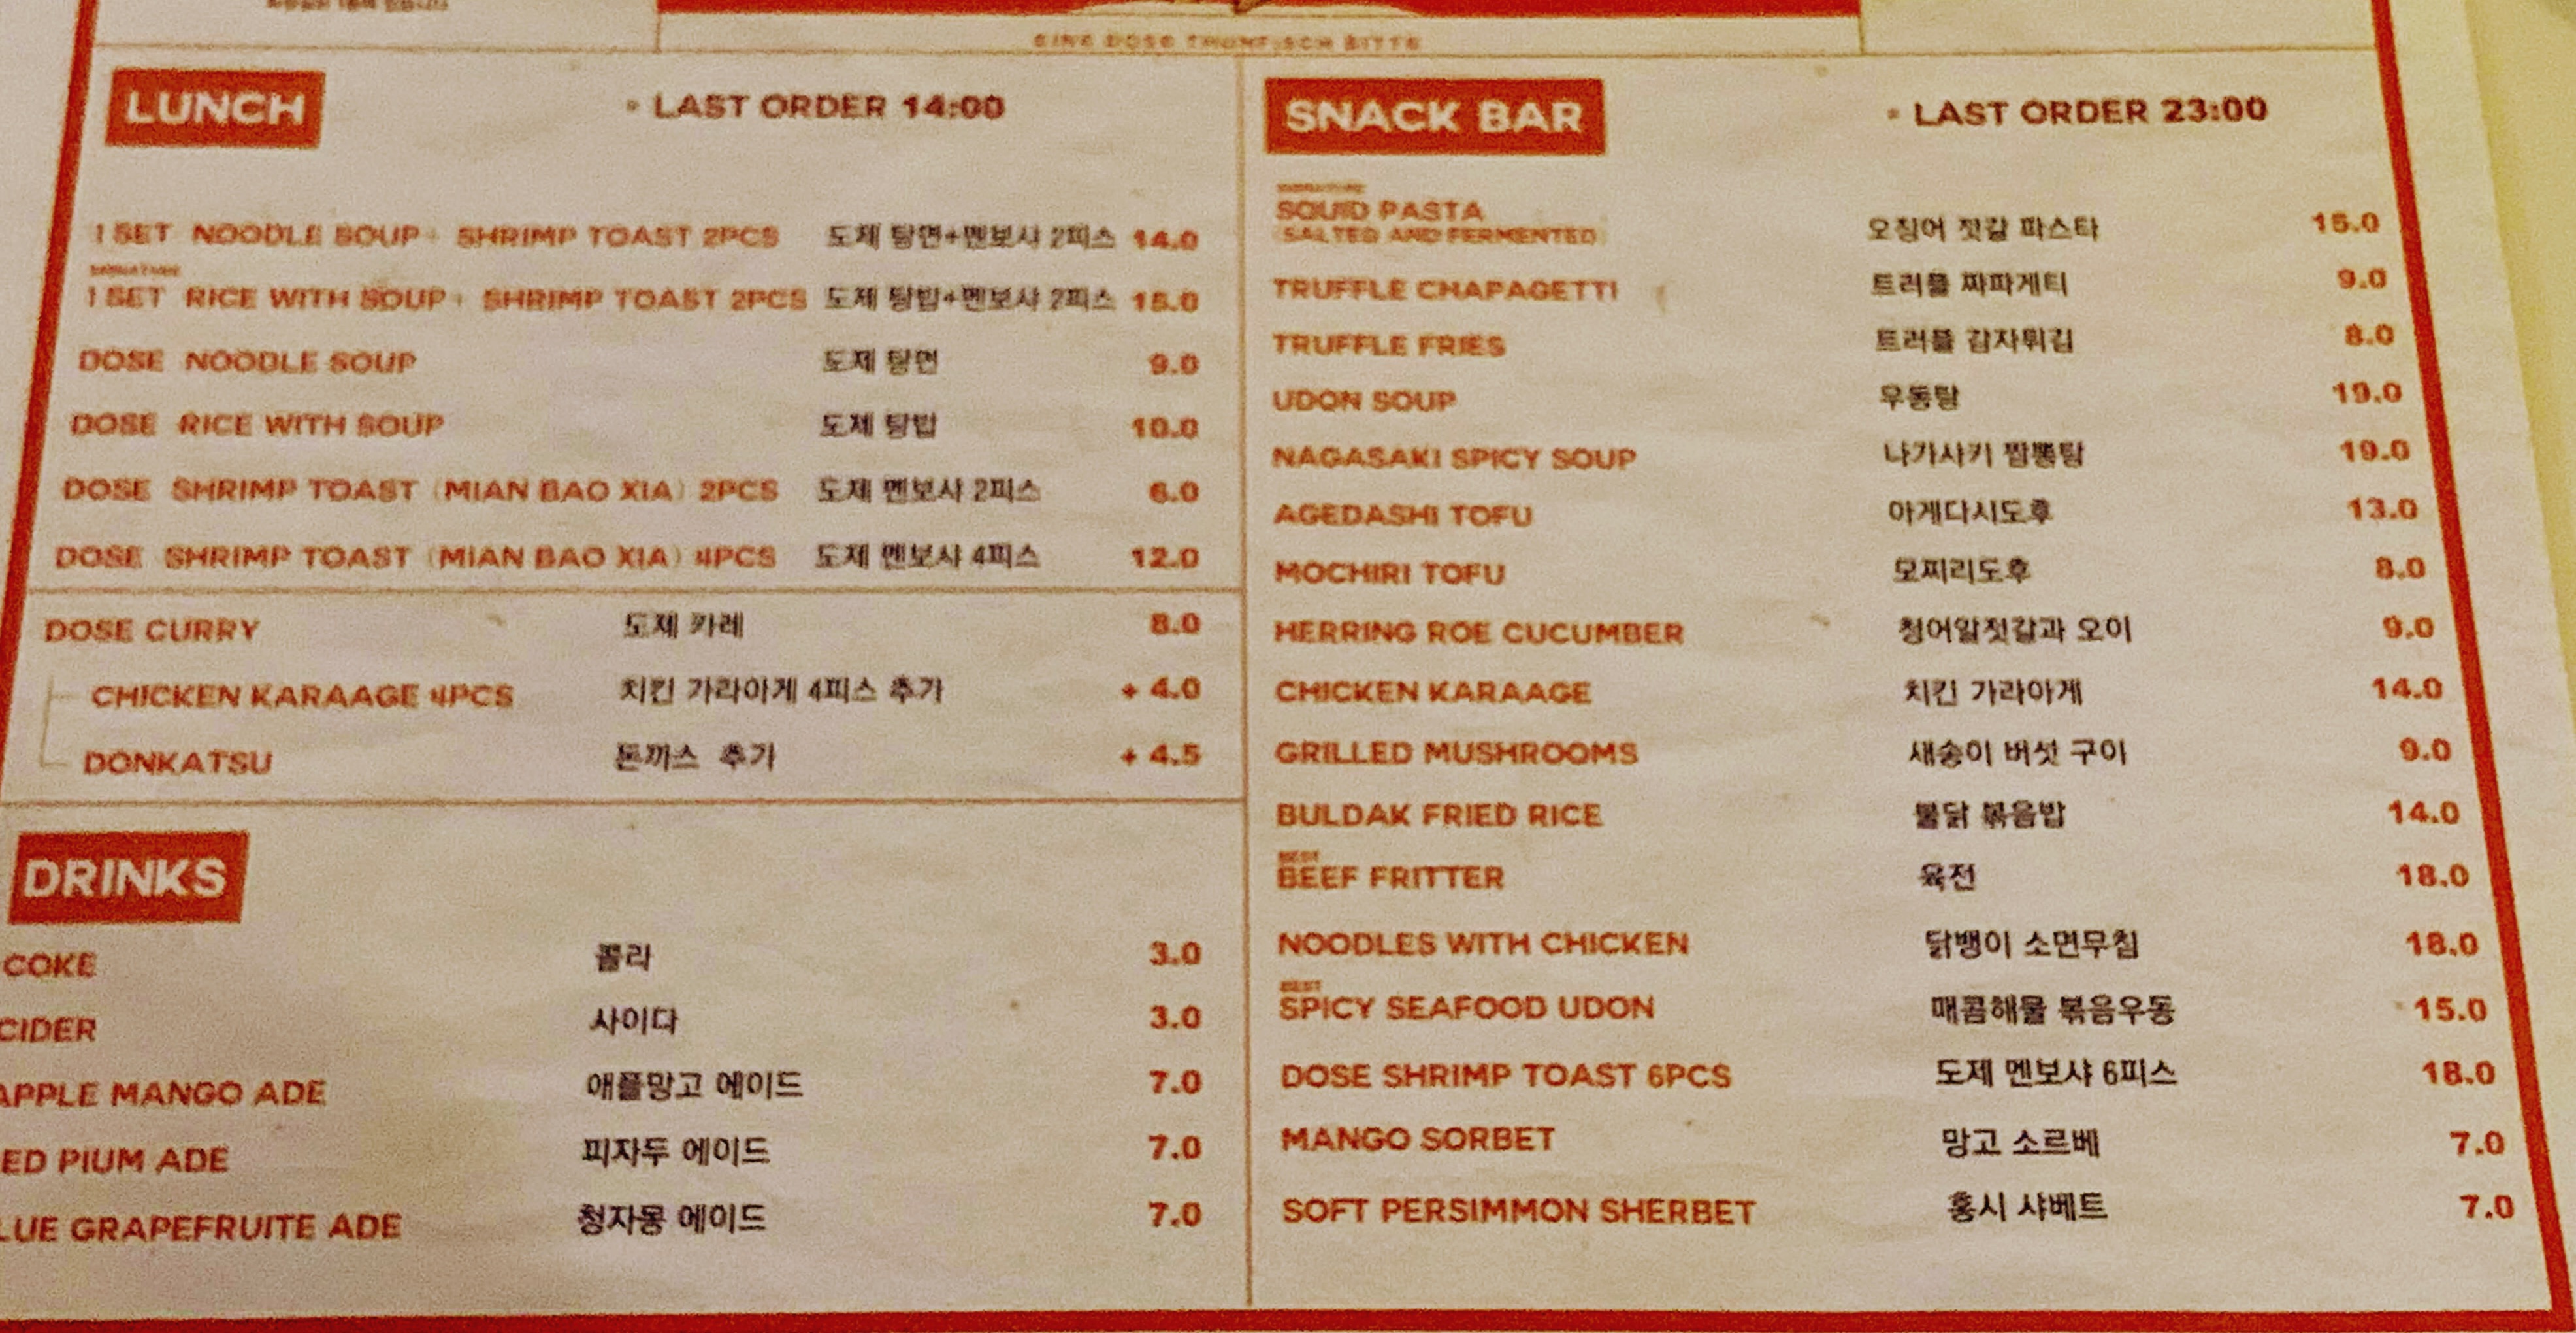 EINE DOSE THUNFISCH BITTE
LUNCH
• LAST ORDER 14:00
SIGNATURE
1 SET NOODLE SOUP + SHRIMP TOAST 2PCS 도제 탕면+멘보샤 2피스 14.0
1 SET RICE WITH SOUP + SHRIMP TOAST 2PCS 도제 탕밥+멘보샤 2피스 15.0
DOSE NOODLE SOUP 도제 탕면 9.0
DOSE RICE WITH SOUP 도제 탕밥 10.0
DOSE SHRIMP TOAST (MIAN BAO XIA) 2PCS 도제 멘보샤 2피스 6.0
DOSE SHRIMP TOAST (MIAN BAO XIA) 4PCS 도제 멘보샤 4피스 12.0
DOSE CURRY 도제 카레 8.0
CHICKEN KARAAGE 4PCS 치킨 가라아게 4피스 추가 + 4.0
DONKATSU 돈까스 추가 + 4.5
DRINKS
COKE 콜라 3.0
CIDER 사이다 3.0
APPLE MANGO ADE 애플망고 에이드 7.0
ED PIUM ADE 피자두 에이드 7.0
LUE GRAPEFRUITE ADE 청자몽 에이드 7.0
SNACK BAR
• LAST ORDER 23:00
SIGNATURE
SQUID PASTA 오징어 젓갈 파스타 15.0
(SALTED AND FERMENTED)
TRUFFLE CHAPAGETTI 트러플 짜파게티 9.0
TRUFFLE FRIES 트러플 감자튀김 8.0
UDON SOUP 우동탕 19.0
NAGASAKI SPICY SOUP 나가사키 짬뽕탕 19.0
AGEDASHI TOFU 아게다시도후 13.0
MOCHIRI TOFU 모찌리도후 8.0
HERRING ROE CUCUMBER 청어알젓갈과 오이 9.0
CHICKEN KARAAGE 치킨 가라아게 14.0
GRILLED MUSHROOMS 새송이 버섯 구이 9.0
BULDAK FRIED RICE 불닭 볶음밥 14.0
BEST
BEEF FRITTER 육전 18.0
NOODLES WITH CHICKEN 닭뱅이 소면무침 18.0
BEST
SPICY SEAFOOD UDON 매콤해물 볶음우동 15.0
DOSE SHRIMP TOAST 6PCS 도제 멘보샤 6피스 18.0
MANGO SORBET 망고 소르베 7.0
SOFT PERSIMMON SHERBET 홍시 샤베트 7.0